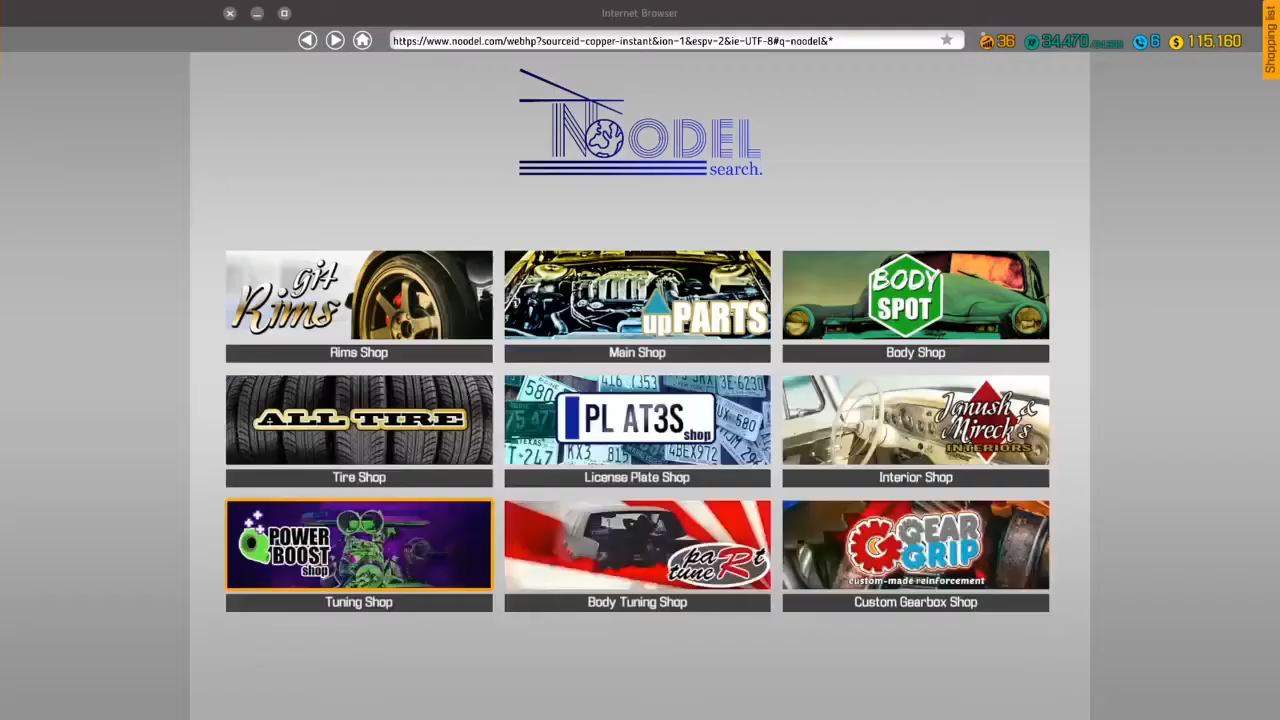 Internet Browser
https://www.noodel.com/webhp?sourceid-copper-instant&ion-1&espv-2&ie-UTF-8#q-noodel&*
36
34,470
6
$ 115,160
Shopping list
NOODEL
search.
gj4
Rims
upPARTS
BODY
SPOT
Rims Shop
Main Shop
Body Shop
ALL TIRE
PL AT3S
shop
Janush &
Mireck's
INTERIORS
Tire Shop
License Plate Shop
Interior Shop
POWER
BOOST
shop
paRt
tuneR
GEAR
GRIP
custom-made reinforcement
Tuning Shop
Body Tuning Shop
Custom Gearbox Shop